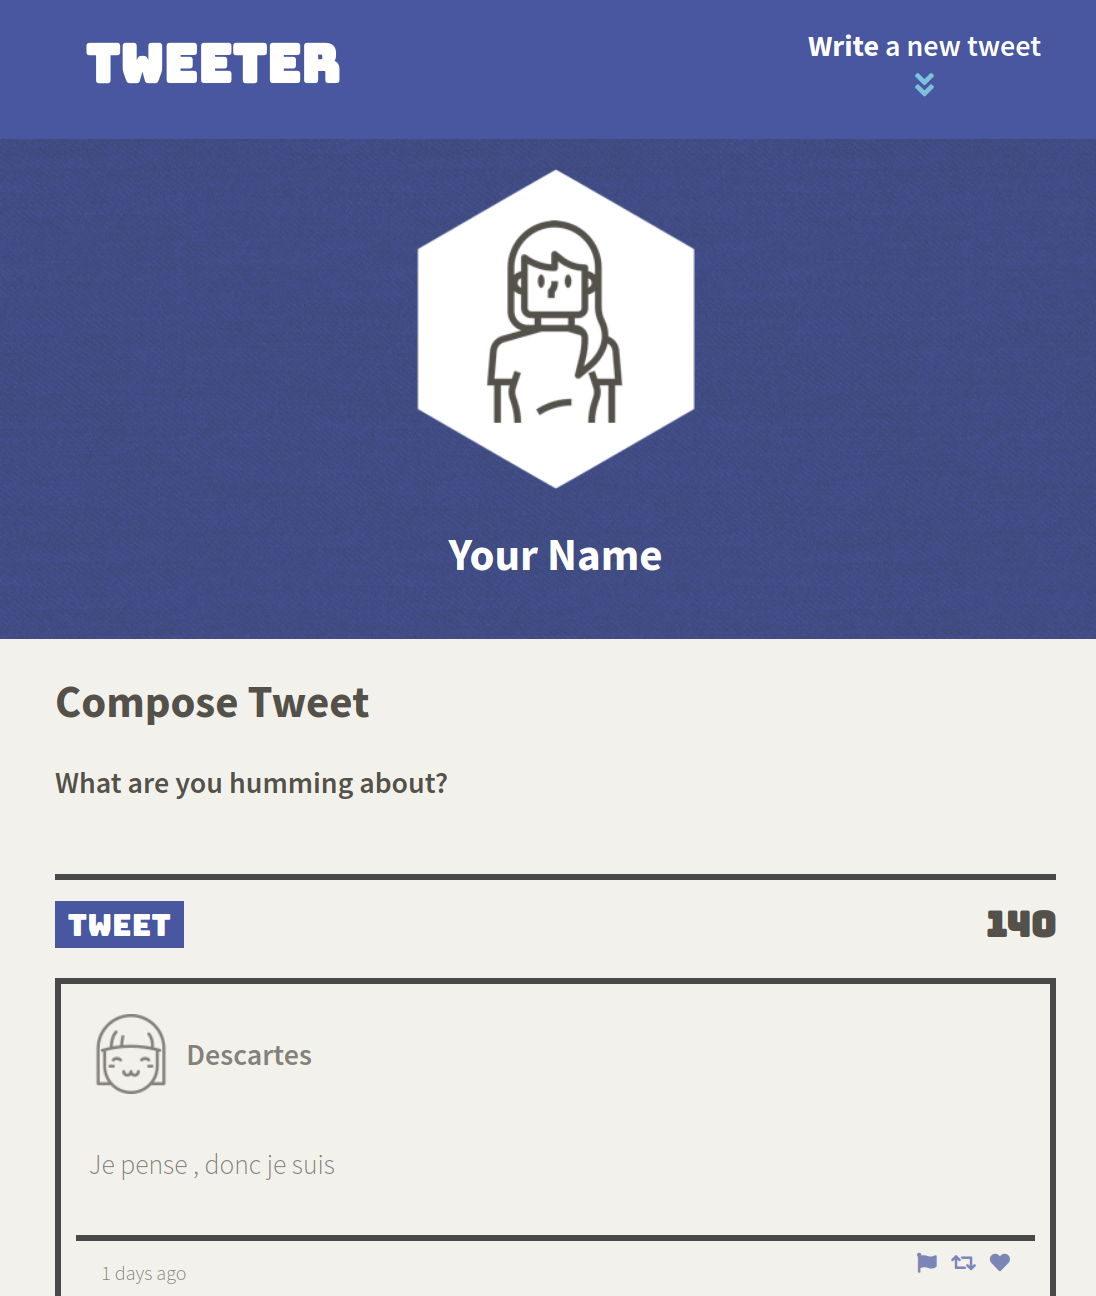 TWEETER
Write a new tweet
Your Name
Compose Tweet
What are you humming about?
TWEET
140
Descartes
Je pense , donc je suis
1 days ago